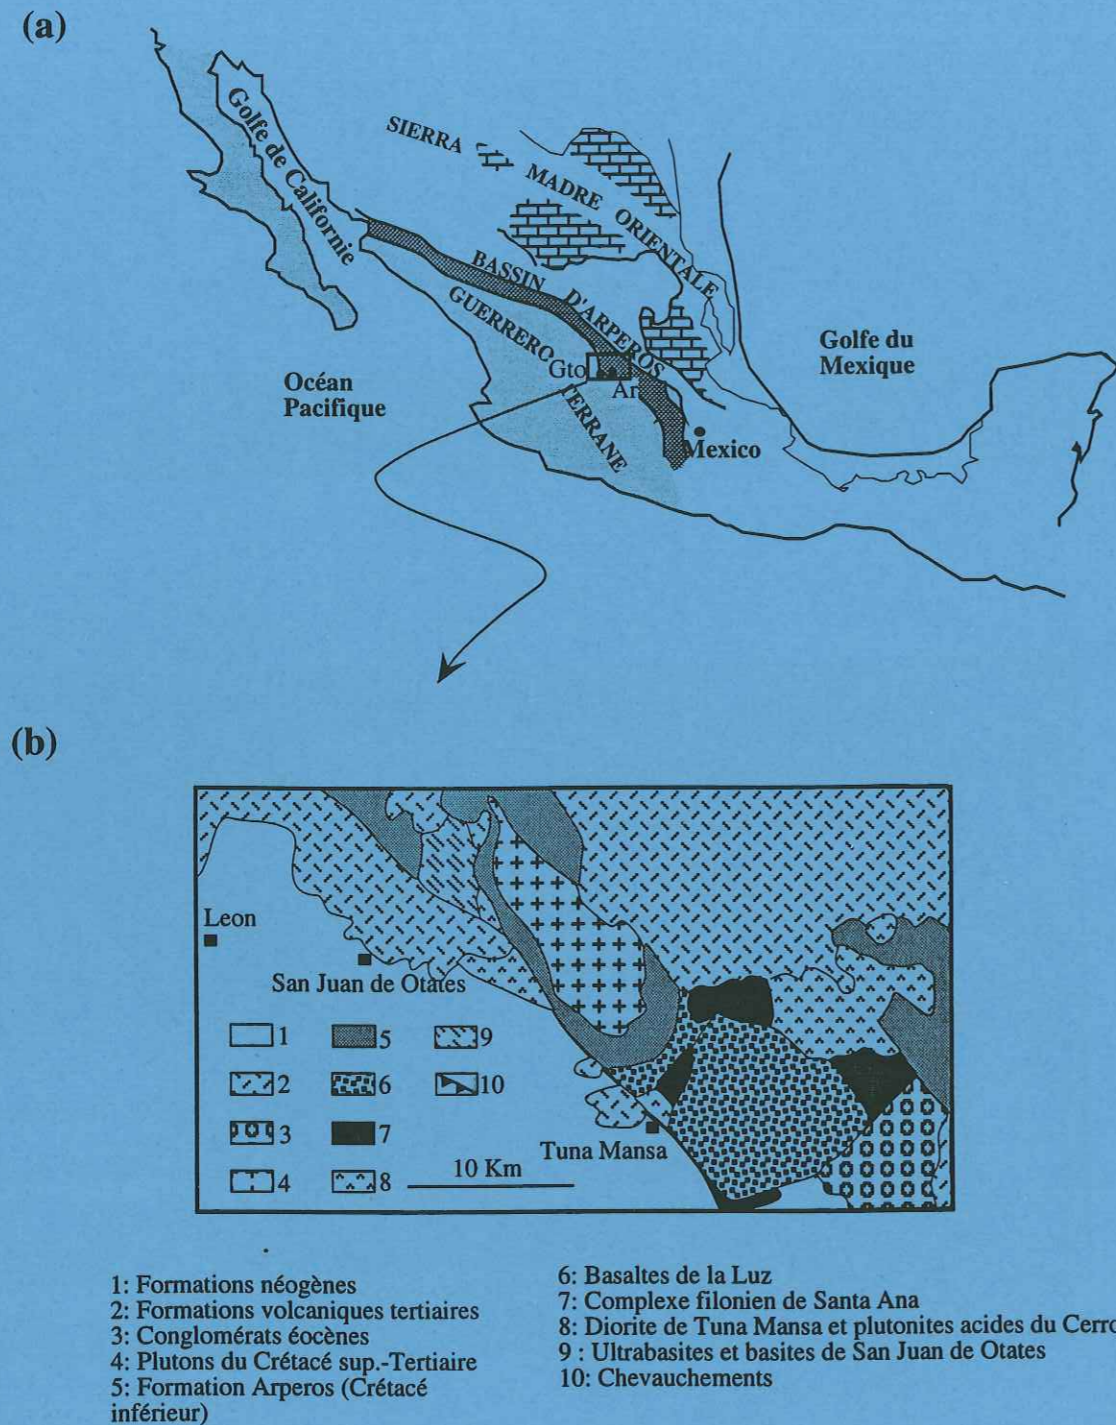 (a)
Golfe de Californie
SIERRA MADRE ORIENTALE
BASSIN D'ARPEROS
GUERRERO TERRANE
Gto
Ar
Golfe du
Mexique
Océan
Pacifique
Mexico
(b)
Leon
San Juan de Otates
1 5 9
2 6 10
3 7
4 8
Tuna Mansa
10 Km
1: Formations néogènes
2: Formations volcaniques tertiaires
3: Conglomérats éocènes
4: Plutons du Crétacé sup.-Tertiaire
5: Formation Arperos (Crétacé
inférieur)
6: Basaltes de la Luz
7: Complexe filonien de Santa Ana
8: Diorite de Tuna Mansa et plutonites acides du Cerro
9 : Ultrabasites et basites de San Juan de Otates
10: Chevauchements